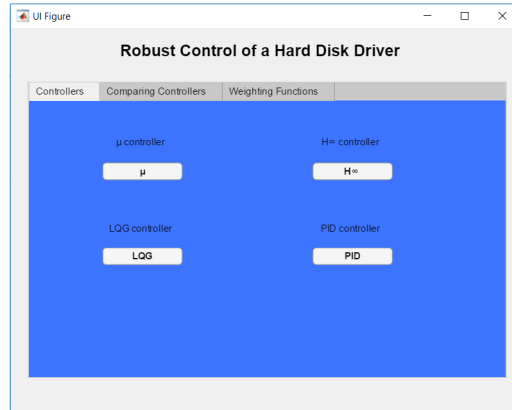 UI Figure
Robust Control of a Hard Disk Driver
Controllers Comparing Controllers Weighting Functions
μ controller H∞ controller
μ H∞
LQG controller PID controller
LQG PID